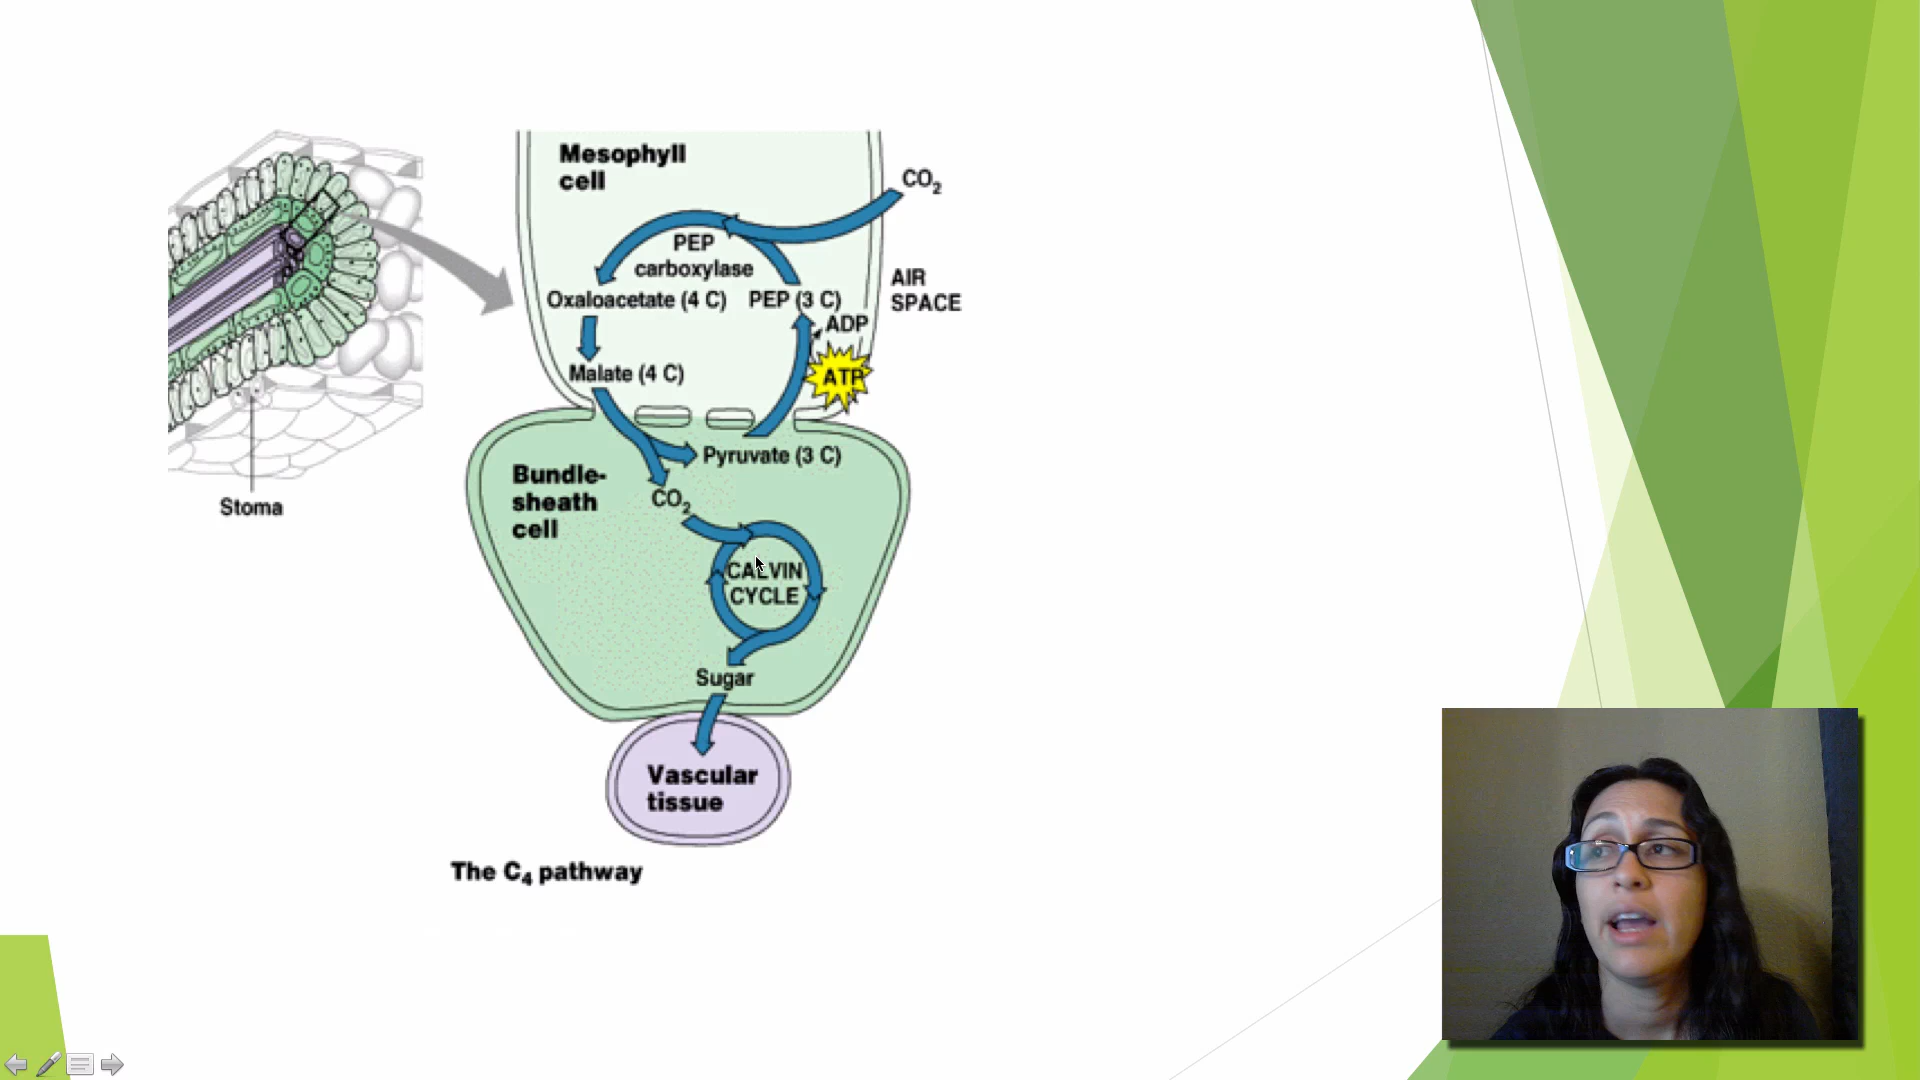 Mesophyll
cell
CO₂
PEP
carboxylase
AIR
SPACE
Oxaloacetate (4 C)
PEP (3 C)
ADP
Malate (4 C)
ATP
Pyruvate (3 C)
Bundle-
sheath
cell
CO₂
Stoma
CALVIN
CYCLE
Sugar
Vascular
tissue
The C₄ pathway